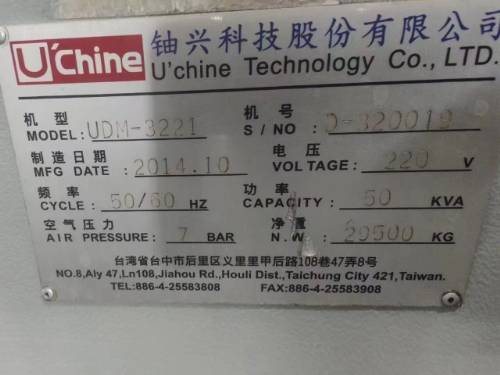 U'Chine 铀兴科技股份有限公司
U'chine Technology Co., LTD.
机型 机号
MODEL: UDM-3221 S/NO: D-320019
制造日期 电压
MFG DATE: 2014.10 VOLTAGE: 220 V
频率 功率
CYCLE: 50/60 HZ CAPACITY: 50 KVA
空气压力 净重
AIR PRESSURE: 7 BAR N.W.: 29500 KG
台湾省台中市后里区义里里甲后路108巷47弄8号
NO.8,Aly 47,Ln108,Jiahou Rd.,Houli Dist.,Taichung City 421,Taiwan.
TEL:886-4-25583808 FAX:886-4-25583908